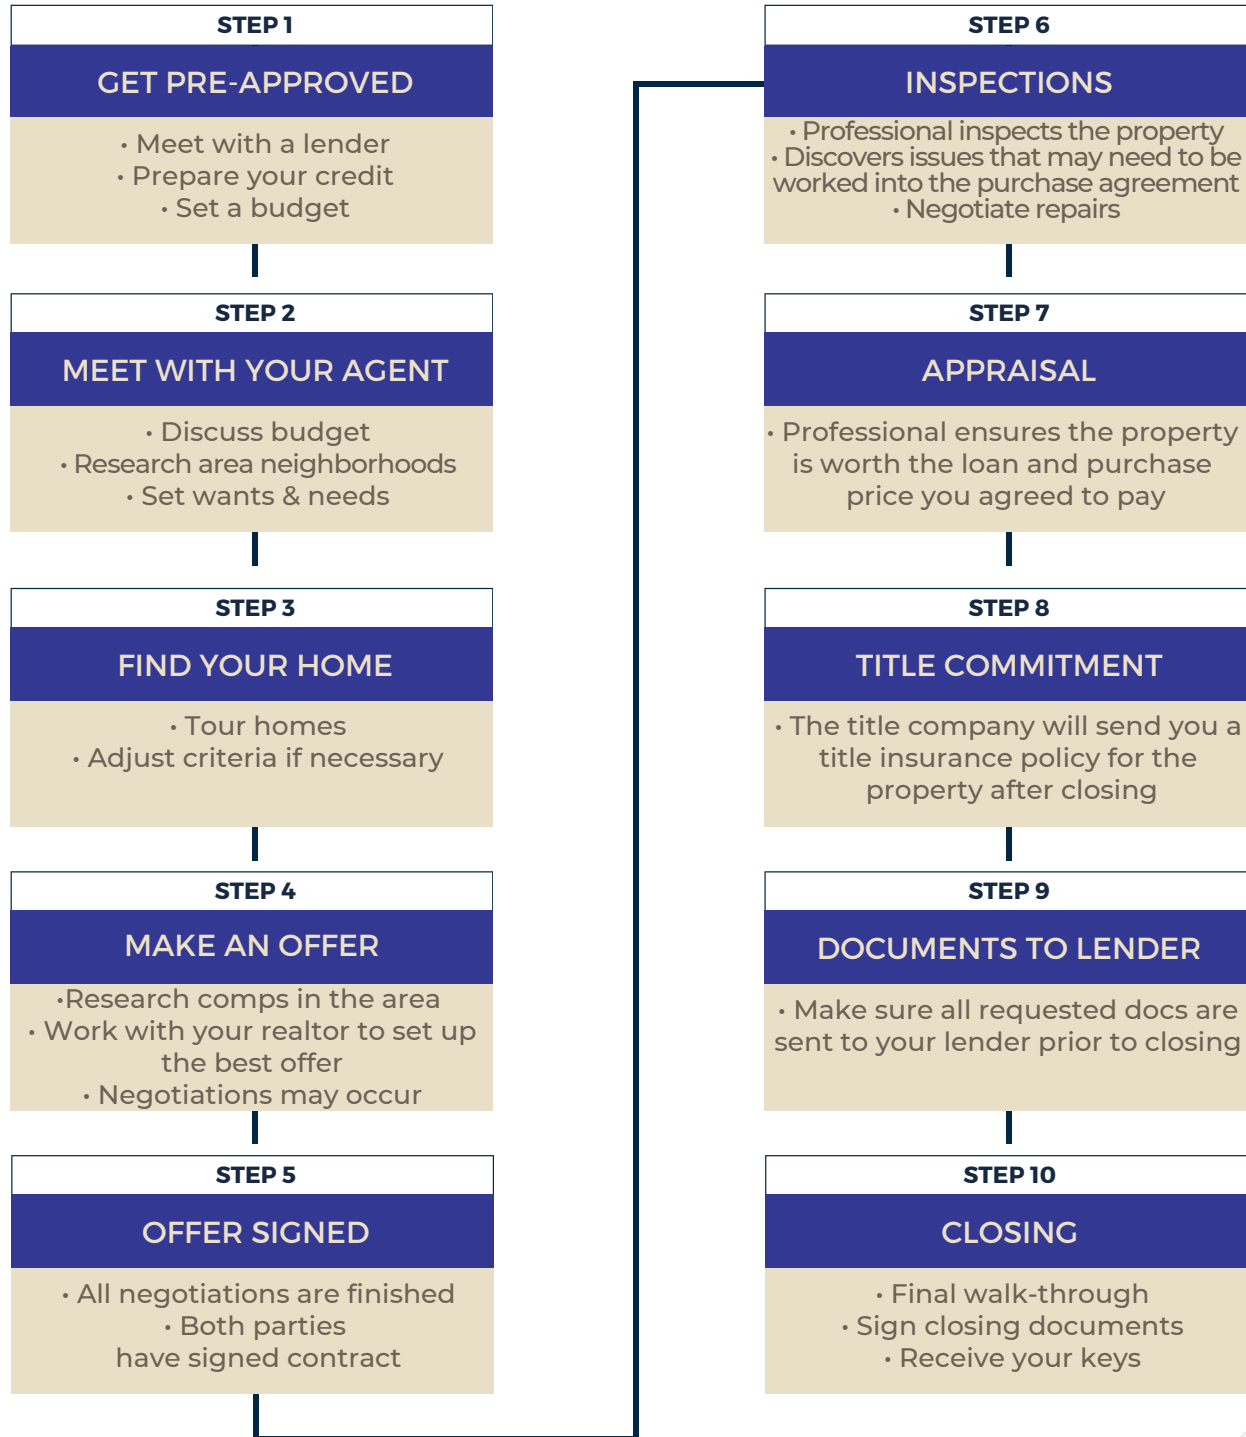 STEP 1
GET PRE-APPROVED
• Meet with a lender
• Prepare your credit
• Set a budget
STEP 2
MEET WITH YOUR AGENT
• Discuss budget
• Research area neighborhoods
• Set wants & needs
STEP 3
FIND YOUR HOME
• Tour homes
• Adjust criteria if necessary
STEP 4
MAKE AN OFFER
•Research comps in the area
• Work with your realtor to set up
the best offer
• Negotiations may occur
STEP 5
OFFER SIGNED
• All negotiations are finished
• Both parties
have signed contract
STEP 6
INSPECTIONS
• Professional inspects the property
• Discovers issues that may need to be
worked into the purchase agreement
• Negotiate repairs
STEP 7
APPRAISAL
• Professional ensures the property
is worth the loan and purchase
price you agreed to pay
STEP 8
TITLE COMMITMENT
• The title company will send you a
title insurance policy for the
property after closing
STEP 9
DOCUMENTS TO LENDER
• Make sure all requested docs are
sent to your lender prior to closing
STEP 10
CLOSING
• Final walk-through
• Sign closing documents
• Receive your keys